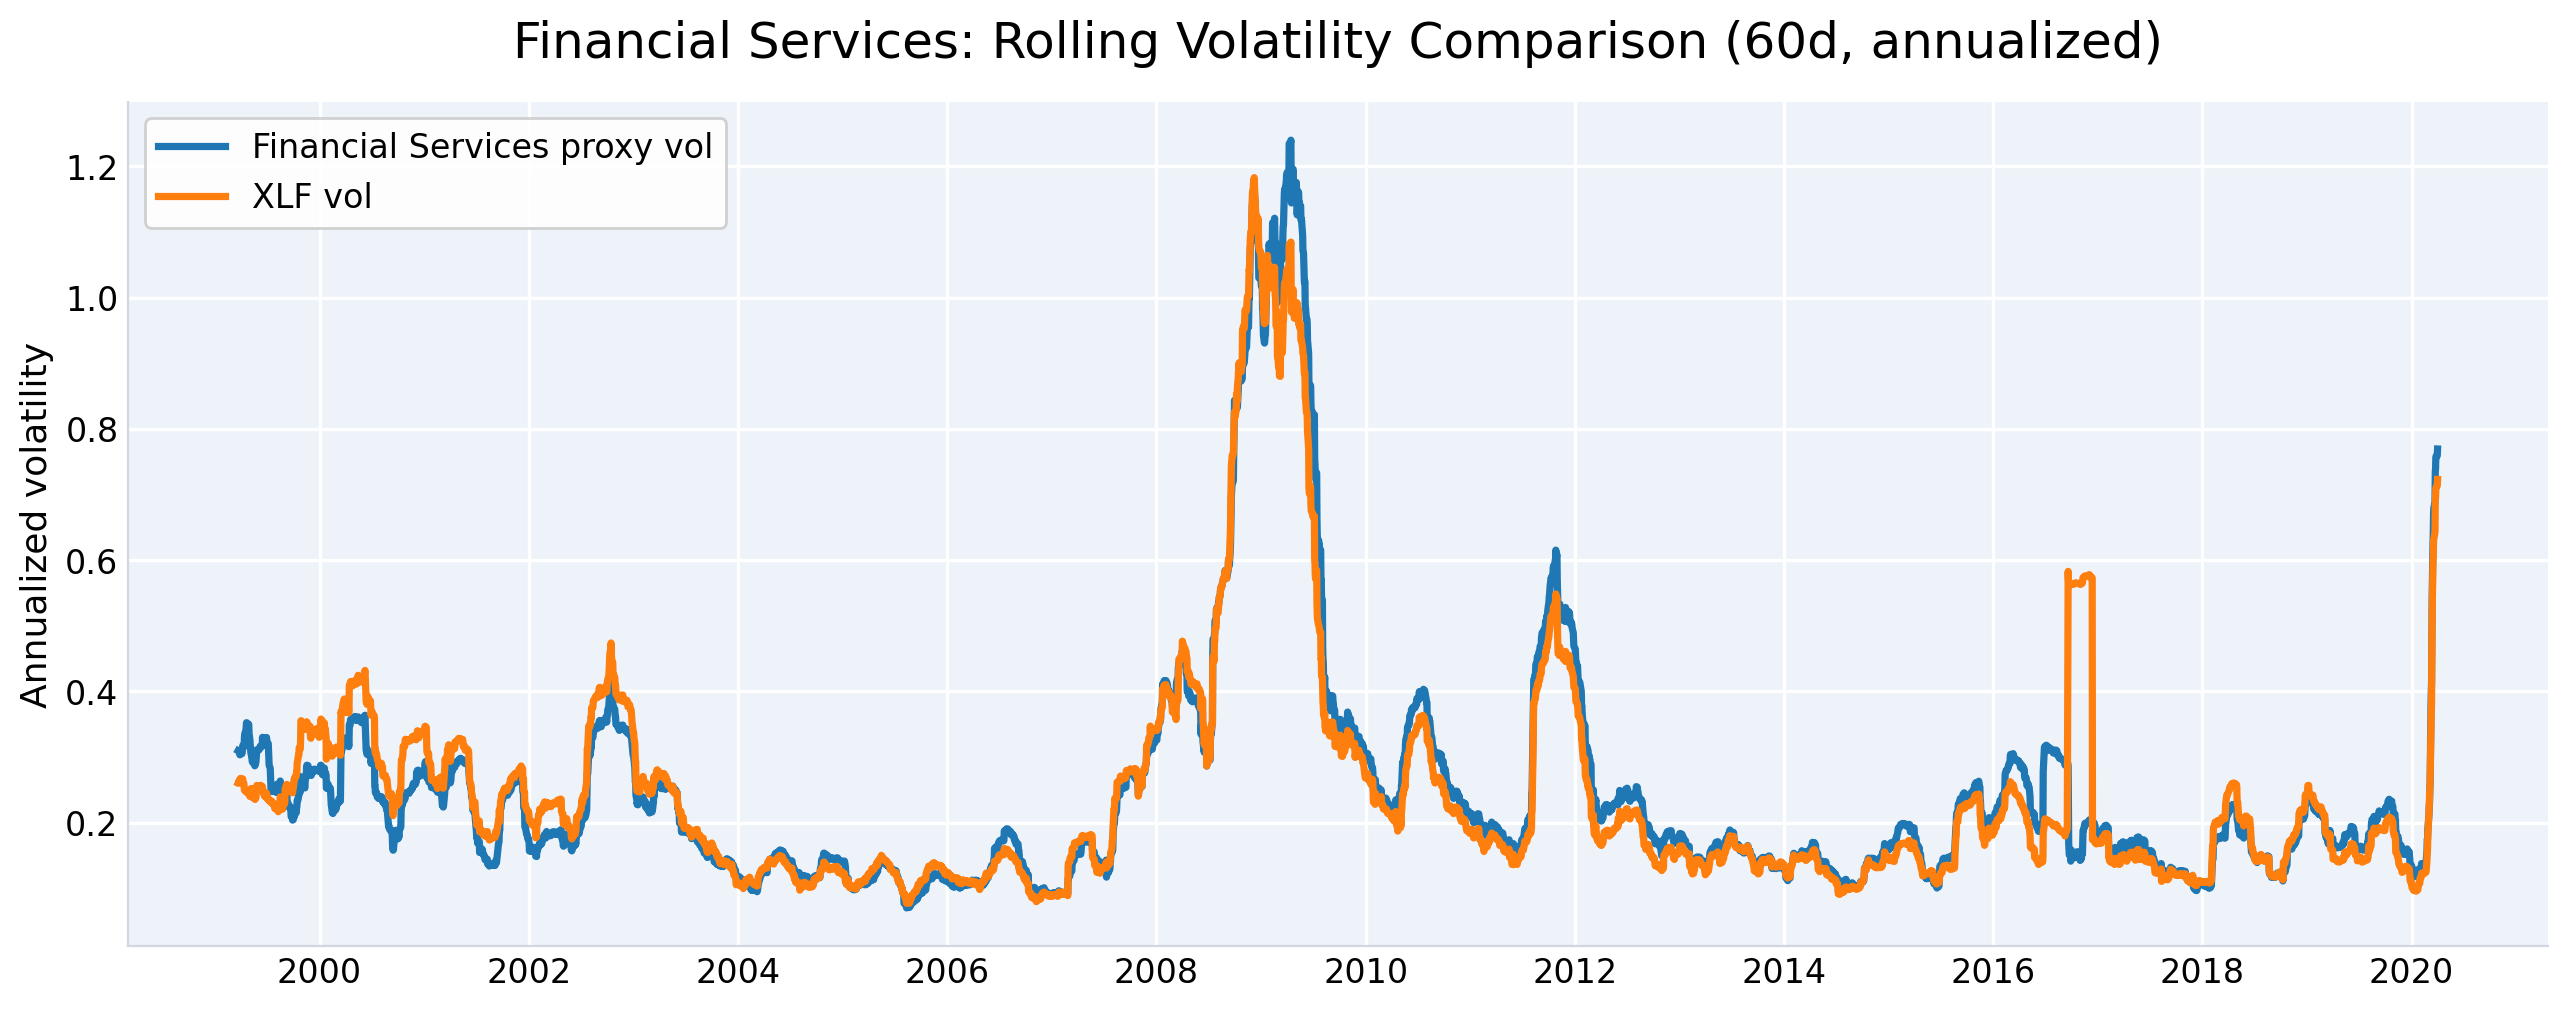 Financial Services: Rolling Volatility Comparison (60d, annualized)
Financial Services proxy vol
XLF vol
Annualized volatility
1.2
1.0
0.8
0.6
0.4
0.2
2000 2002 2004 2006 2008 2010 2012 2014 2016 2018 2020